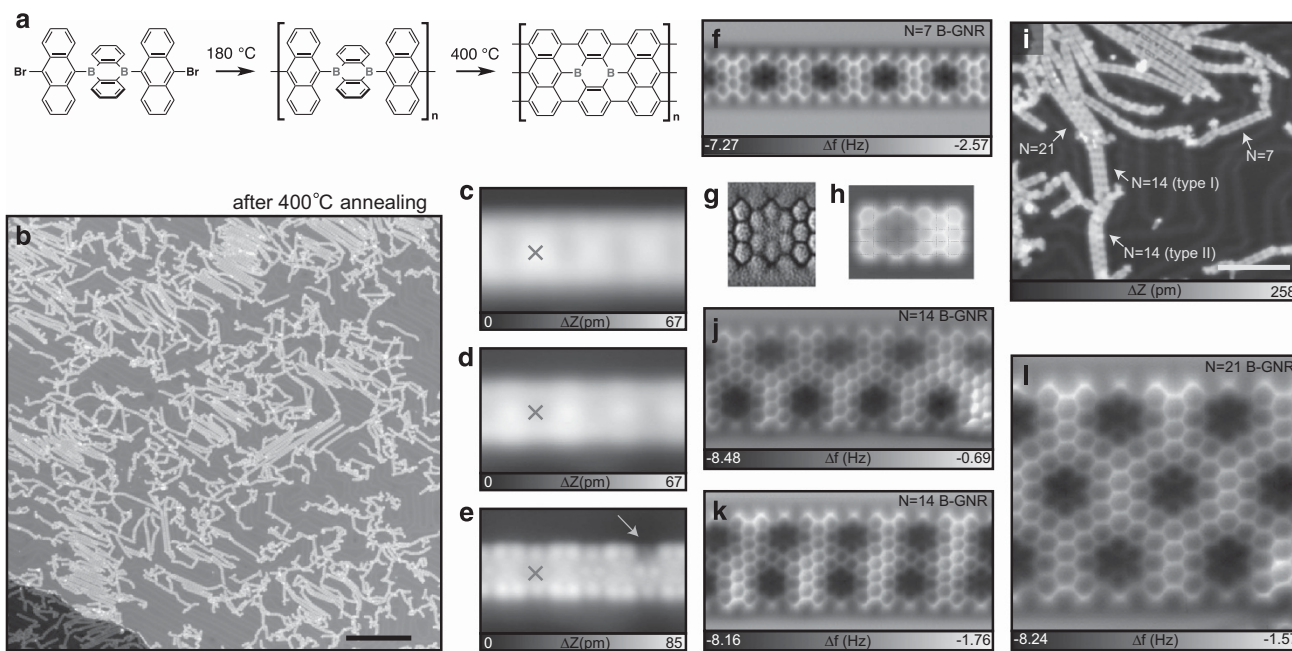 a
Br
B
B
Br
180 °C
B
B
n
400 °C
B
B
n
after 400°C annealing
b
c
0
ΔZ(pm)
67
d
0
ΔZ(pm)
67
e
0
ΔZ(pm)
85
f
N=7 B-GNR
-7.27
Δf (Hz)
-2.57
g
h
i
N=21
N=7
N=14 (type I)
N=14 (type II)
ΔZ (pm)
258
j
N=14 B-GNR
-8.48
Δf (Hz)
-0.69
k
N=14 B-GNR
-8.16
Δf (Hz)
-1.76
l
N=21 B-GNR
-8.24
Δf (Hz)
-1.57